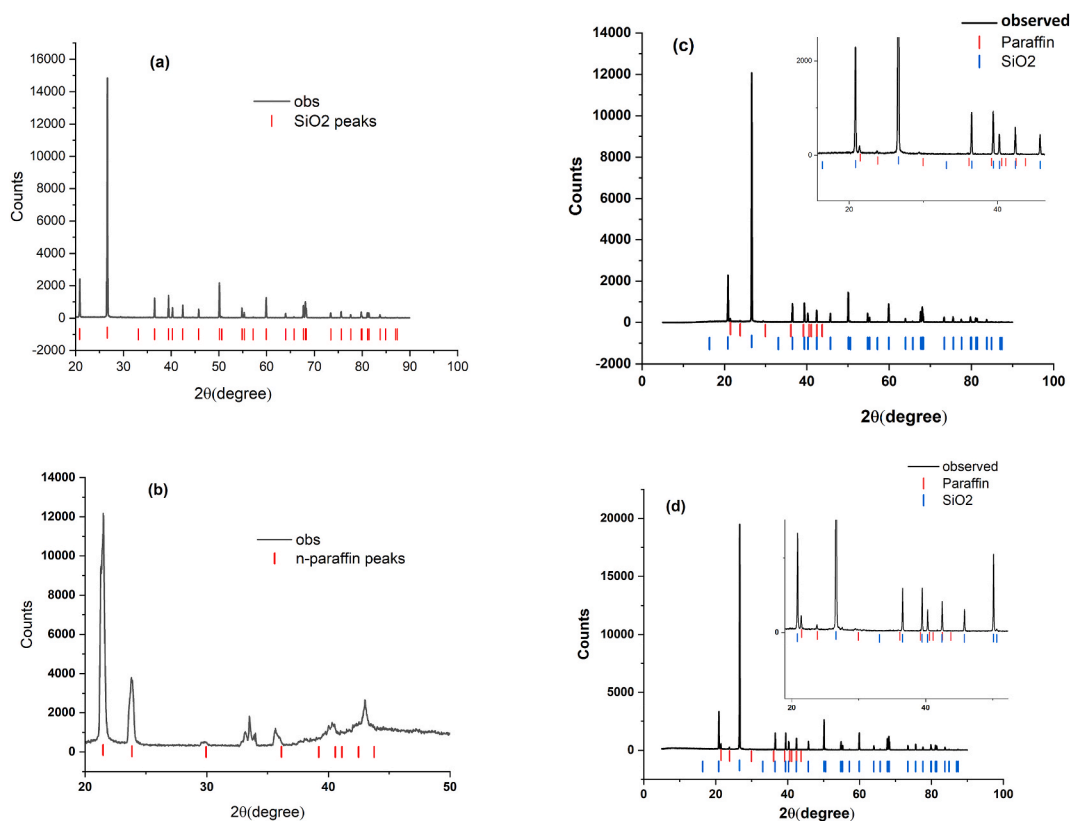 (a)
obs
SiO2 peaks
Counts
16000
14000
12000
10000
8000
6000
4000
2000
0
-2000
20 30 40 50 60 70 80 90 100
2θ(degree)
(c)
observed
Paraffin
SiO2
Counts
14000
12000
10000
8000
6000
4000
2000
0
-2000
0 20 40 60 80 100
2θ(degree)
2000
0
20 40
(b)
obs
n-paraffin peaks
Counts
14000
12000
10000
8000
6000
4000
2000
0
20 30 40 50
2θ(degree)
(d)
observed
Paraffin
SiO2
Counts
20000
15000
10000
5000
0
0 20 40 60 80 100
2θ(degree)
0
20 40